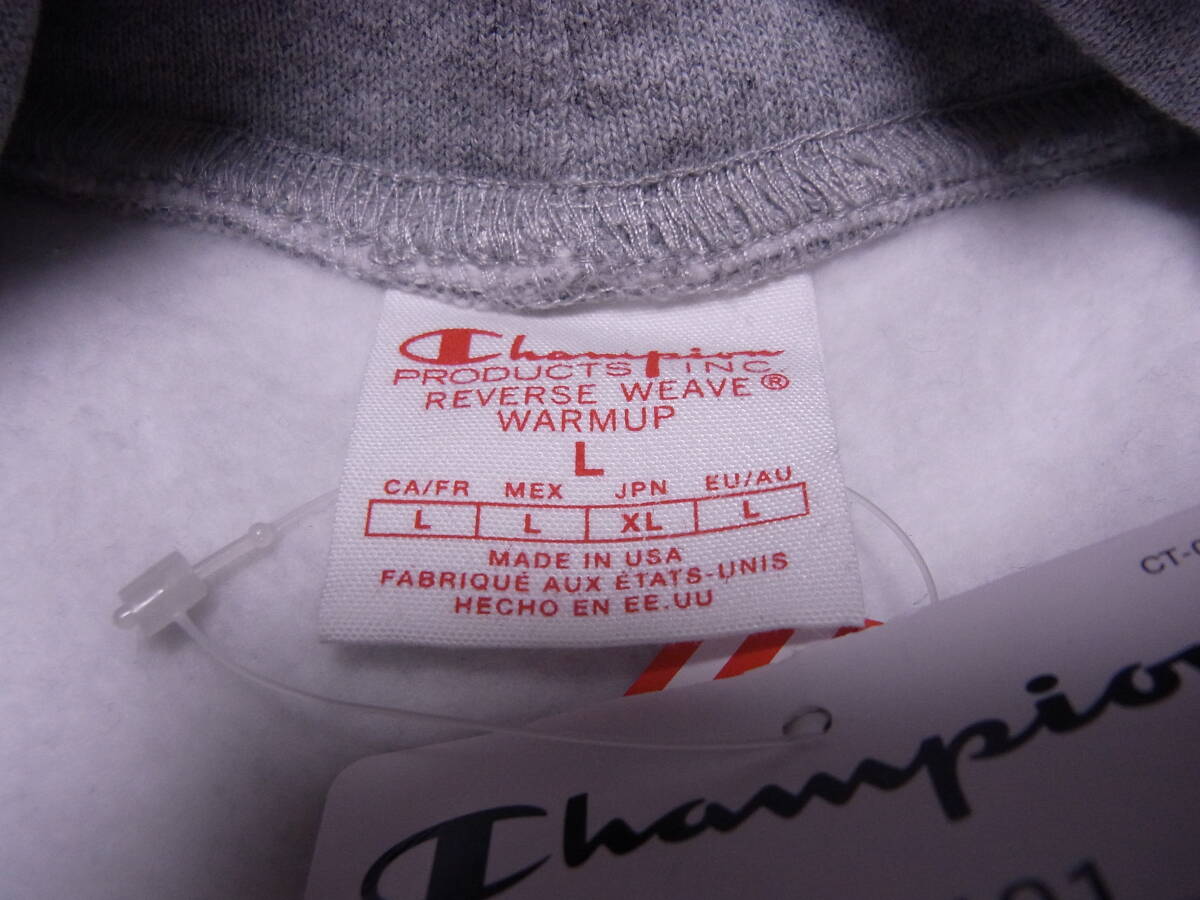 Champion
PRODUCTS INC
REVERSE WEAVE®
WARMUP
L
CA/FR MEX JPN EU/AU
L L XL L
MADE IN USA
FABRIQUÉ AUX ÉTATS-UNIS
HECHO EN EE.UU
Champion